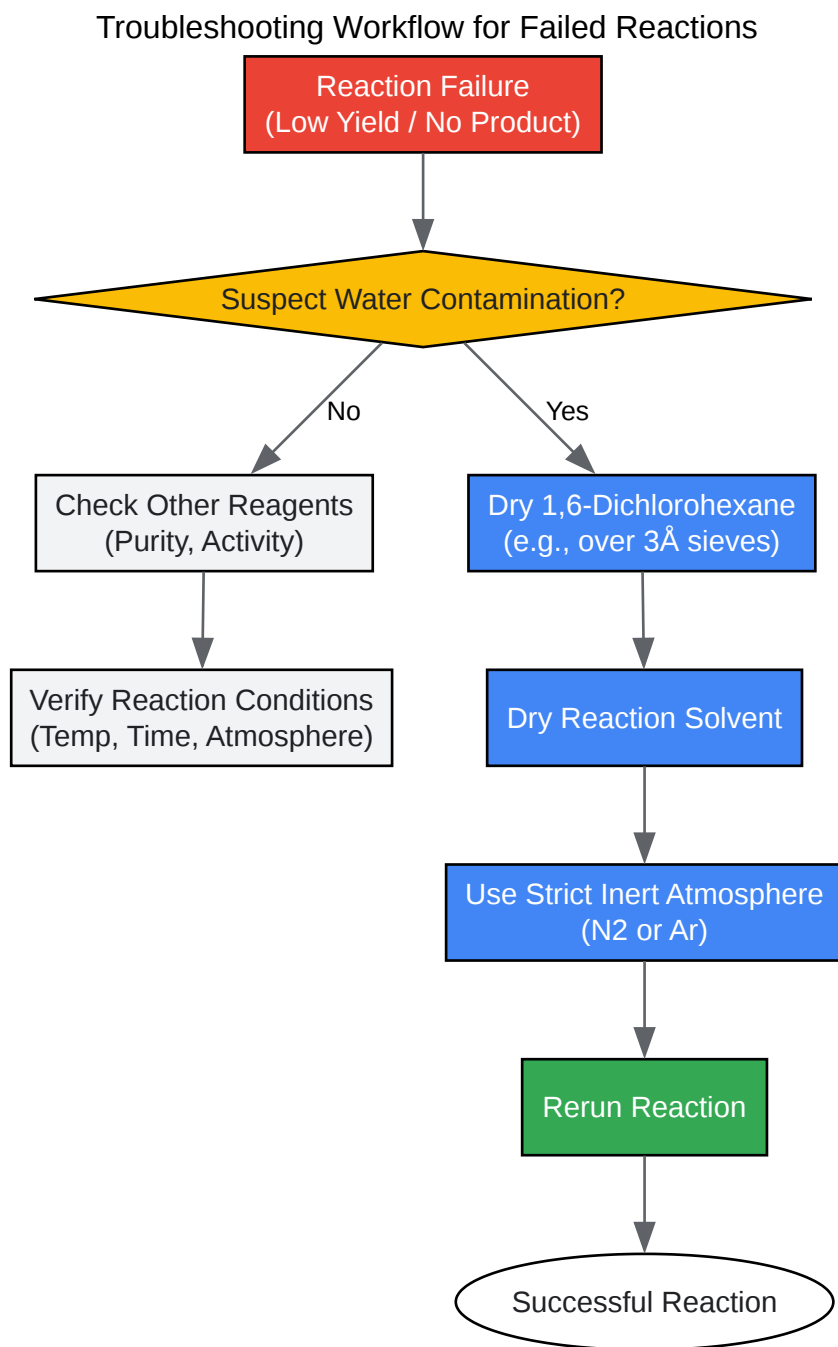 Troubleshooting Workflow for Failed Reactions
Reaction Failure
(Low Yield / No Product)
Suspect Water Contamination?
No
Yes
Check Other Reagents
(Purity, Activity)
Dry 1,6-Dichlorohexane
(e.g., over 3Å sieves)
Verify Reaction Conditions
(Temp, Time, Atmosphere)
Dry Reaction Solvent
Use Strict Inert Atmosphere
(N2 or Ar)
Rerun Reaction
Successful Reaction